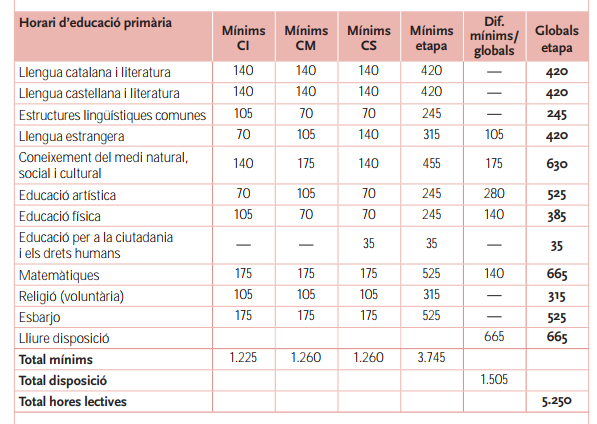 Horari d'educació primària Mínims CI Mínims CM Mínims CS Mínims etapa Dif. mínims/ globals Globals etapa
Llengua catalana i literatura 140 140 140 420 — 420
Llengua castellana i literatura 140 140 140 420 — 420
Estructures lingüístiques comunes 105 70 70 245 — 245
Llengua estrangera 70 105 140 315 105 420
Coneixement del medi natural,
social i cultural 140 175 140 455 175 630
Educació artística 70 105 70 245 280 525
Educació física 105 70 70 245 140 385
Educació per a la ciutadania
i els drets humans — — 35 35 — 35
Matemàtiques 175 175 175 525 140 665
Religió (voluntària) 105 105 105 315 — 315
Esbarjo 175 175 175 525 — 525
Lliure disposició 665 665
Total mínims 1.225 1.260 1.260 3.745
Total disposició 1.505
Total hores lectives 5.250